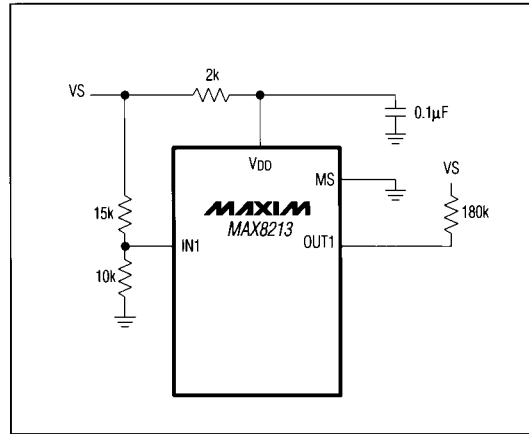 2k
VS
0.1µF
VDD
MS
VS
15k
MAXIM
MAX8213
180k
IN1
OUT1
10k